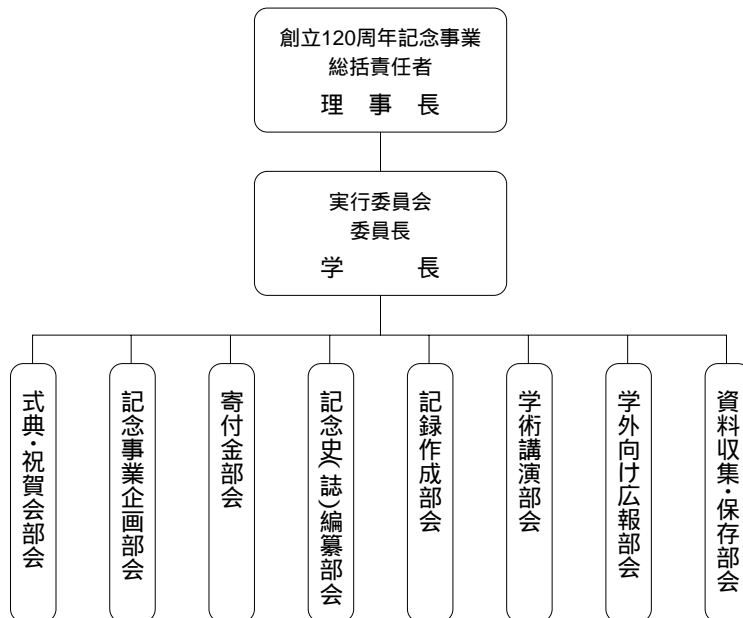 創立120周年記念事業
総括責任者
理　事　長
実行委員会
委員長
学　　　長
式典・祝賀会部会
記念事業企画部会
寄付金部会
記念史(誌)編纂部会
記録作成部会
学術講演部会
学外向け広報部会
資料収集・保存部会